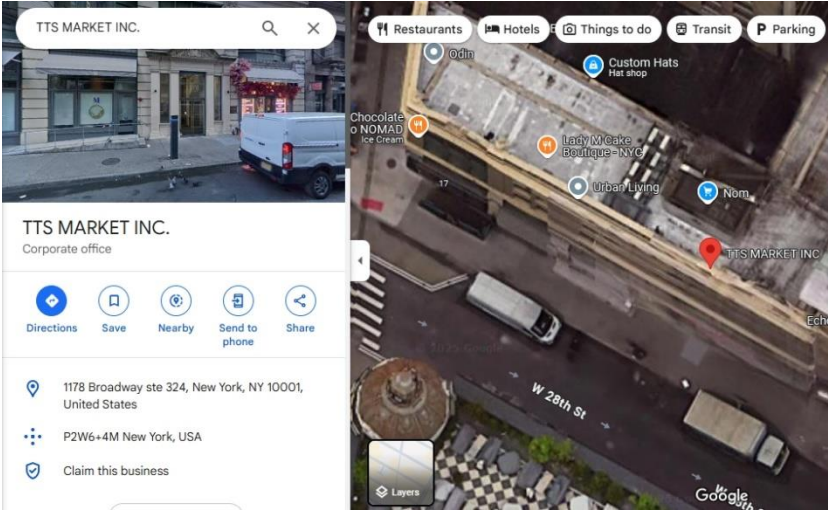 TTS MARKET INC.
TTS MARKET INC.
Corporate office
Directions
Save
Nearby
Send to
phone
Share
1178 Broadway ste 324, New York, NY 10001,
United States
P2W6+4M New York, USA
Claim this business
Restaurants
Hotels
Things to do
Transit
P Parking
Odin
Custom Hats
Hat shop
Chocolate
o NOMAD
Ice Cream
Lady M Cake
Boutique - NYC
Urban Living
Nom
17
TTS MARKET INC
Echo
W 28th St
Layers
Google